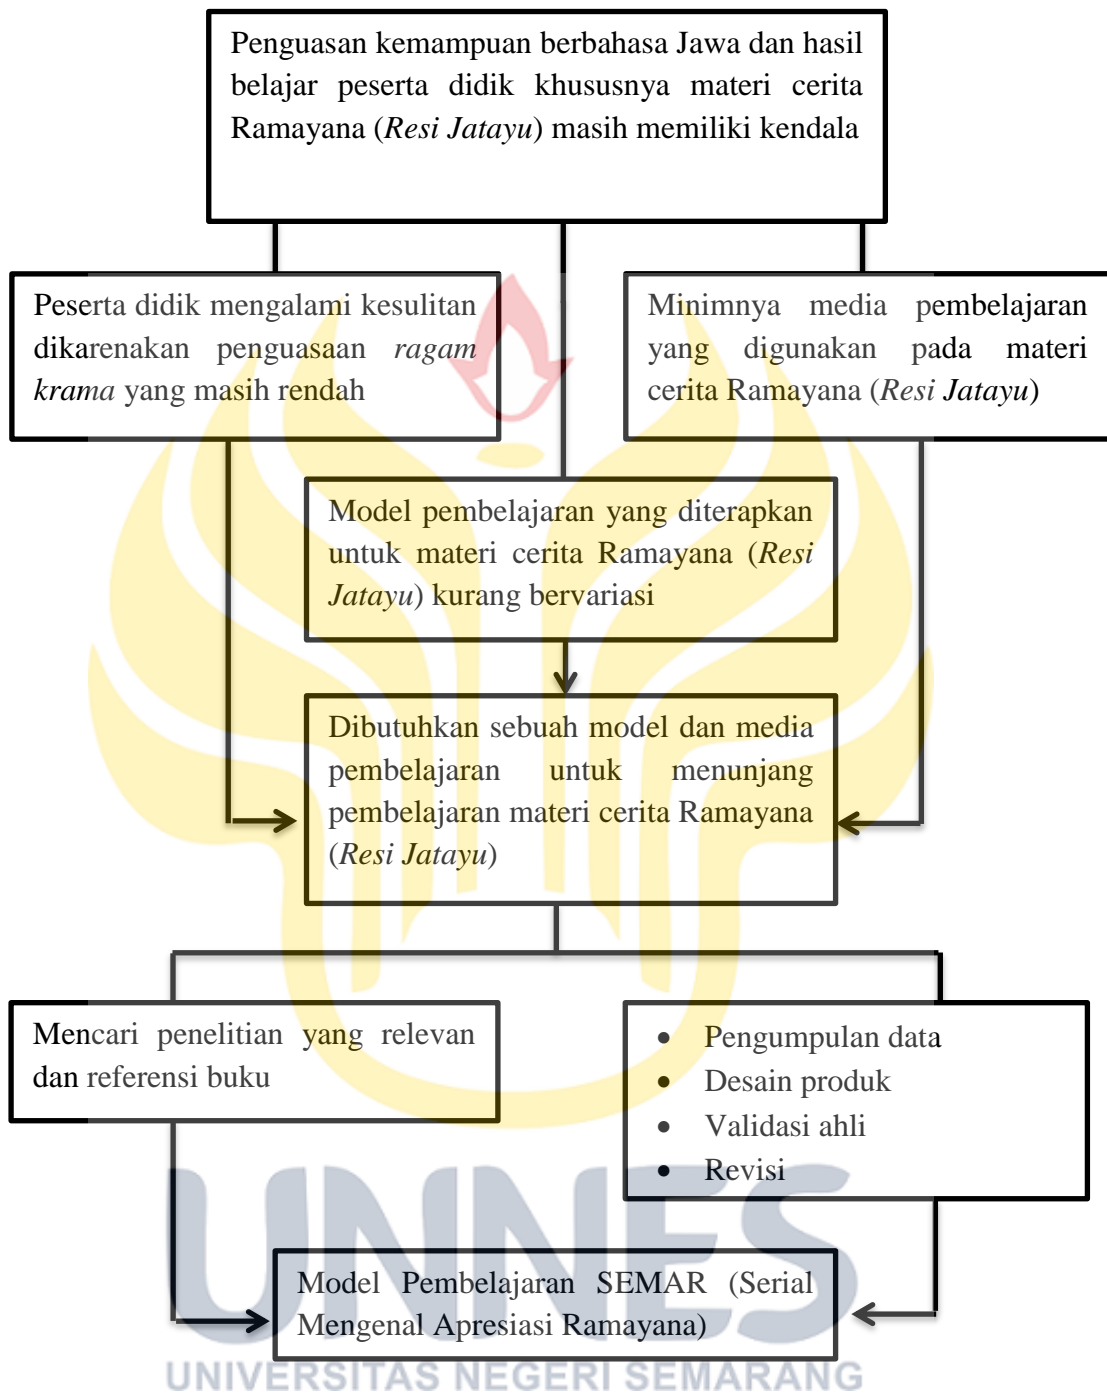 Penguasan kemampuan berbahasa Jawa dan hasil
belajar peserta didik khususnya materi cerita
Ramayana (Resi Jatayu) masih memiliki kendala
Peserta didik mengalami kesulitan
dikarenakan penguasaan ragam
krama yang masih rendah
Minimnya media pembelajaran
yang digunakan pada materi
cerita Ramayana (Resi Jatayu)
Model pembelajaran yang diterapkan
untuk materi cerita Ramayana (Resi
Jatayu) kurang bervariasi
Dibutuhkan sebuah model dan media
pembelajaran untuk menunjang
pembelajaran materi cerita Ramayana
(Resi Jatayu)
Mencari penelitian yang relevan
dan referensi buku
• Pengumpulan data
• Desain produk
• Validasi ahli
• Revisi
Model Pembelajaran SEMAR (Serial
Mengenal Apresiasi Ramayana)
UNNES
UNIVERSITAS NEGERI SEMARANG